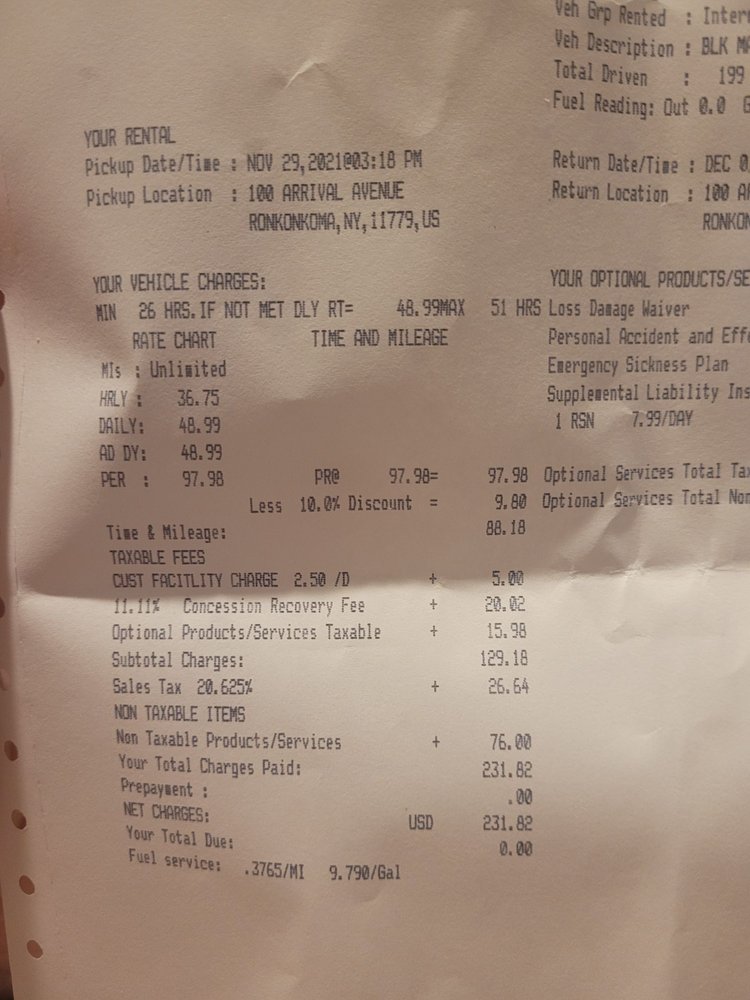 Veh Grp Rented :
Veh Description : BLK
Total Driven : 199
Fuel Reading: Out 0.0
YOUR RENTAL
Pickup Date/Time : NOV 29,2021@03:18 PM
Return Date/Time : DEC
Pickup Location : 100 ARRIVAL AVENUE
Return Location : 100
RONKONKOMA,NY,11779,US
YOUR VEHICLE CHARGES:
YOUR OPTIONAL
MIN 26 HRS.IF NOT MET DLY RT= 48.99MAX 51 HRS
Loss Damage Waiver
RATE CHART TIME AND MILEAGE
Personal Accident and
MIs : Unlimited
Emergency Sickness Plan
HRLY : 36.75
Supplemental Liability
DAILY: 48.99
1 RSN 7.99/DAY
AD DY: 48.99
PER : 97.98 PR@ 97.98= 97.98
Optional Services Total
Less 10.0% Discount = 9.80
Optional Services Total
Time & Mileage: 88.18
TAXABLE FEES
CUST FACITLITY CHARGE 2.50 /D + 5.00
11.11% Concession Recovery Fee + 20.02
Optional Products/Services Taxable + 15.98
Subtotal Charges: 129.18
Sales Tax 20.625% + 26.64
NON TAXABLE ITEMS
Non Taxable Products/Services + 76.00
Your Total Charges Paid: 231.82
Prepayment : .00
NET CHARGES: USD 231.82
Your Total Due: 0.00
Fuel service: .3765/MI 9.790/Gal